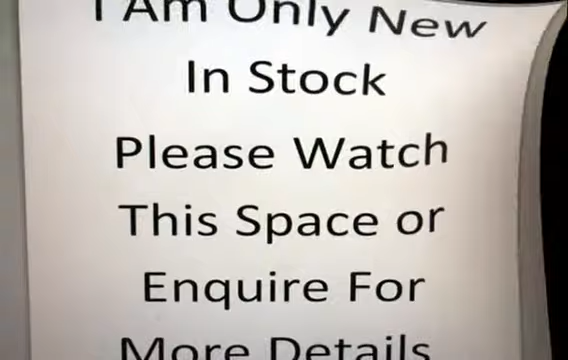 I Am Only New
In Stock
Please Watch
This Space or
Enquire For
More Details